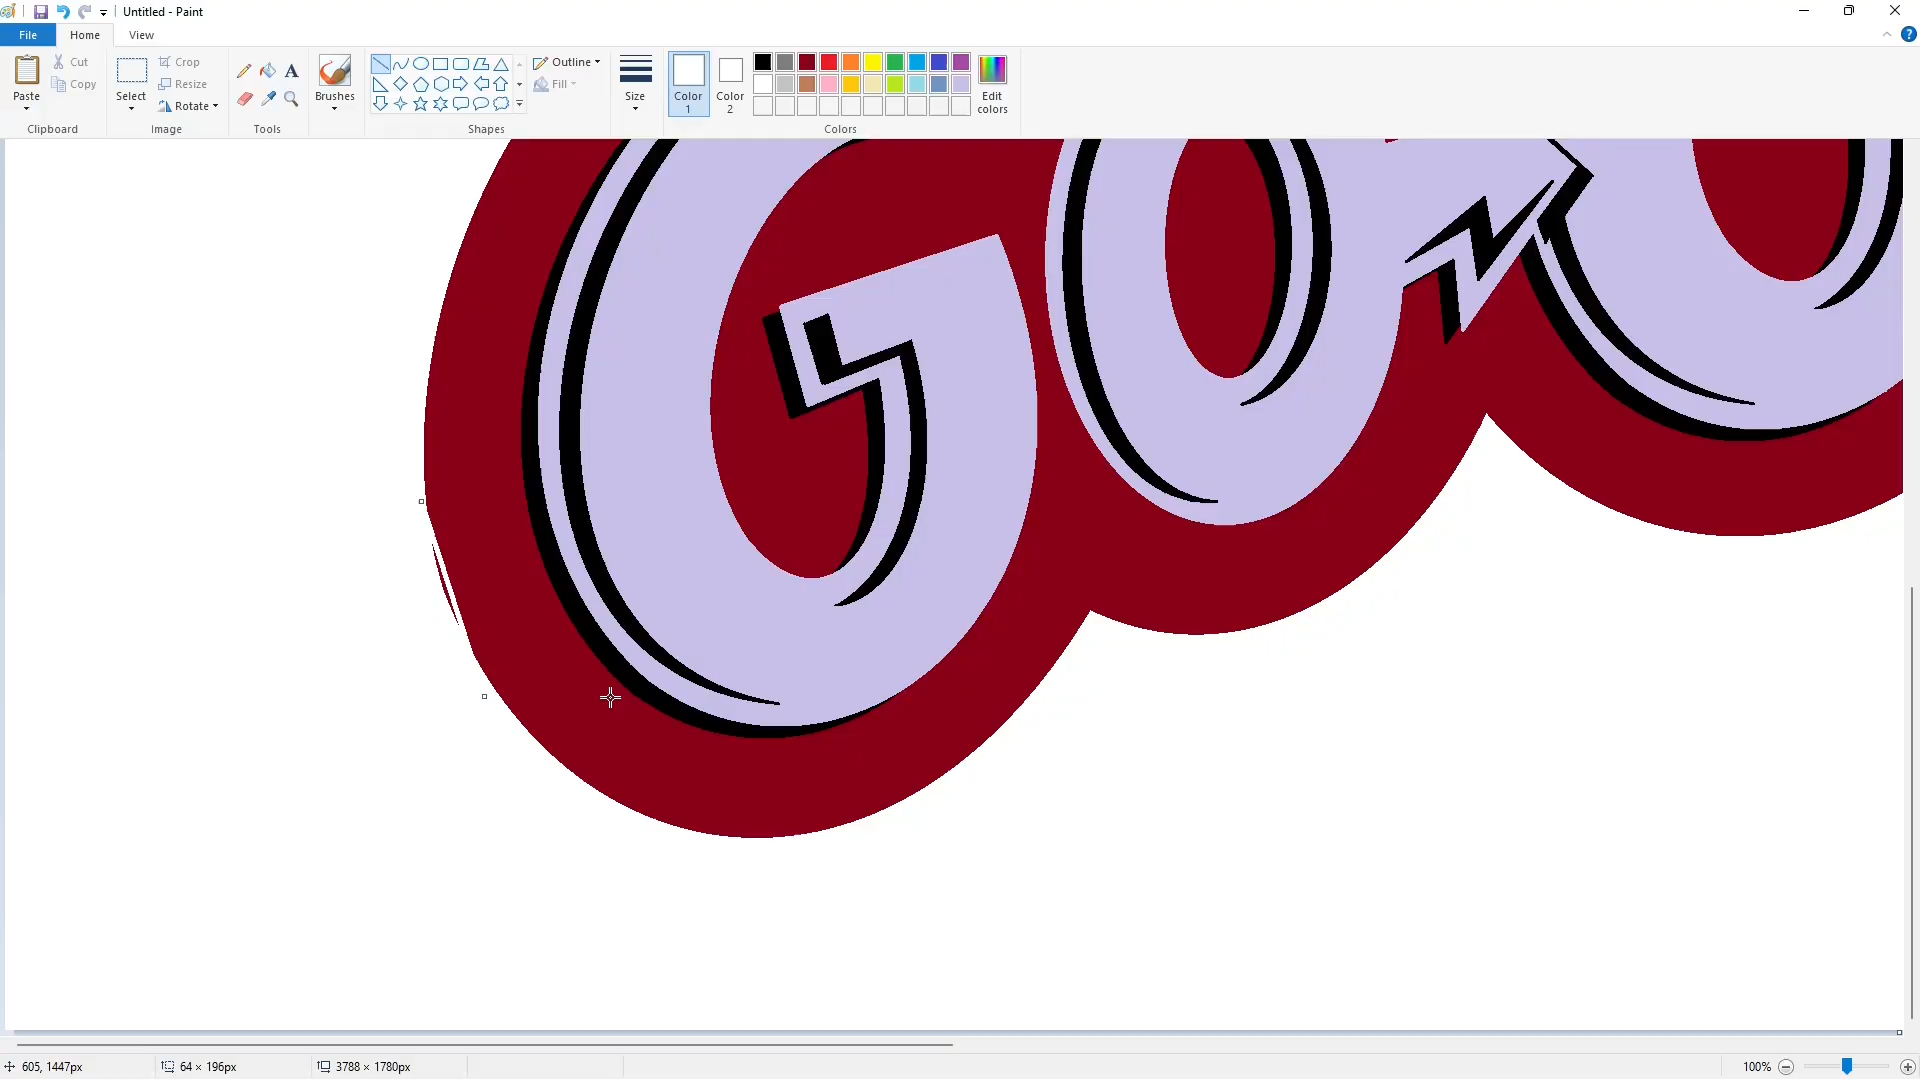 Untitled - Paint
File Home View
Paste
Cut
Copy
Clipboard
Select
Crop
Resize
Rotate
Image
Tools
Brushes
Shapes
Outline
Fill
Size
Color 1
Color 2
Edit colors
Colors
GO
605, 1447px 64 × 196px 3788 × 1780px 100%